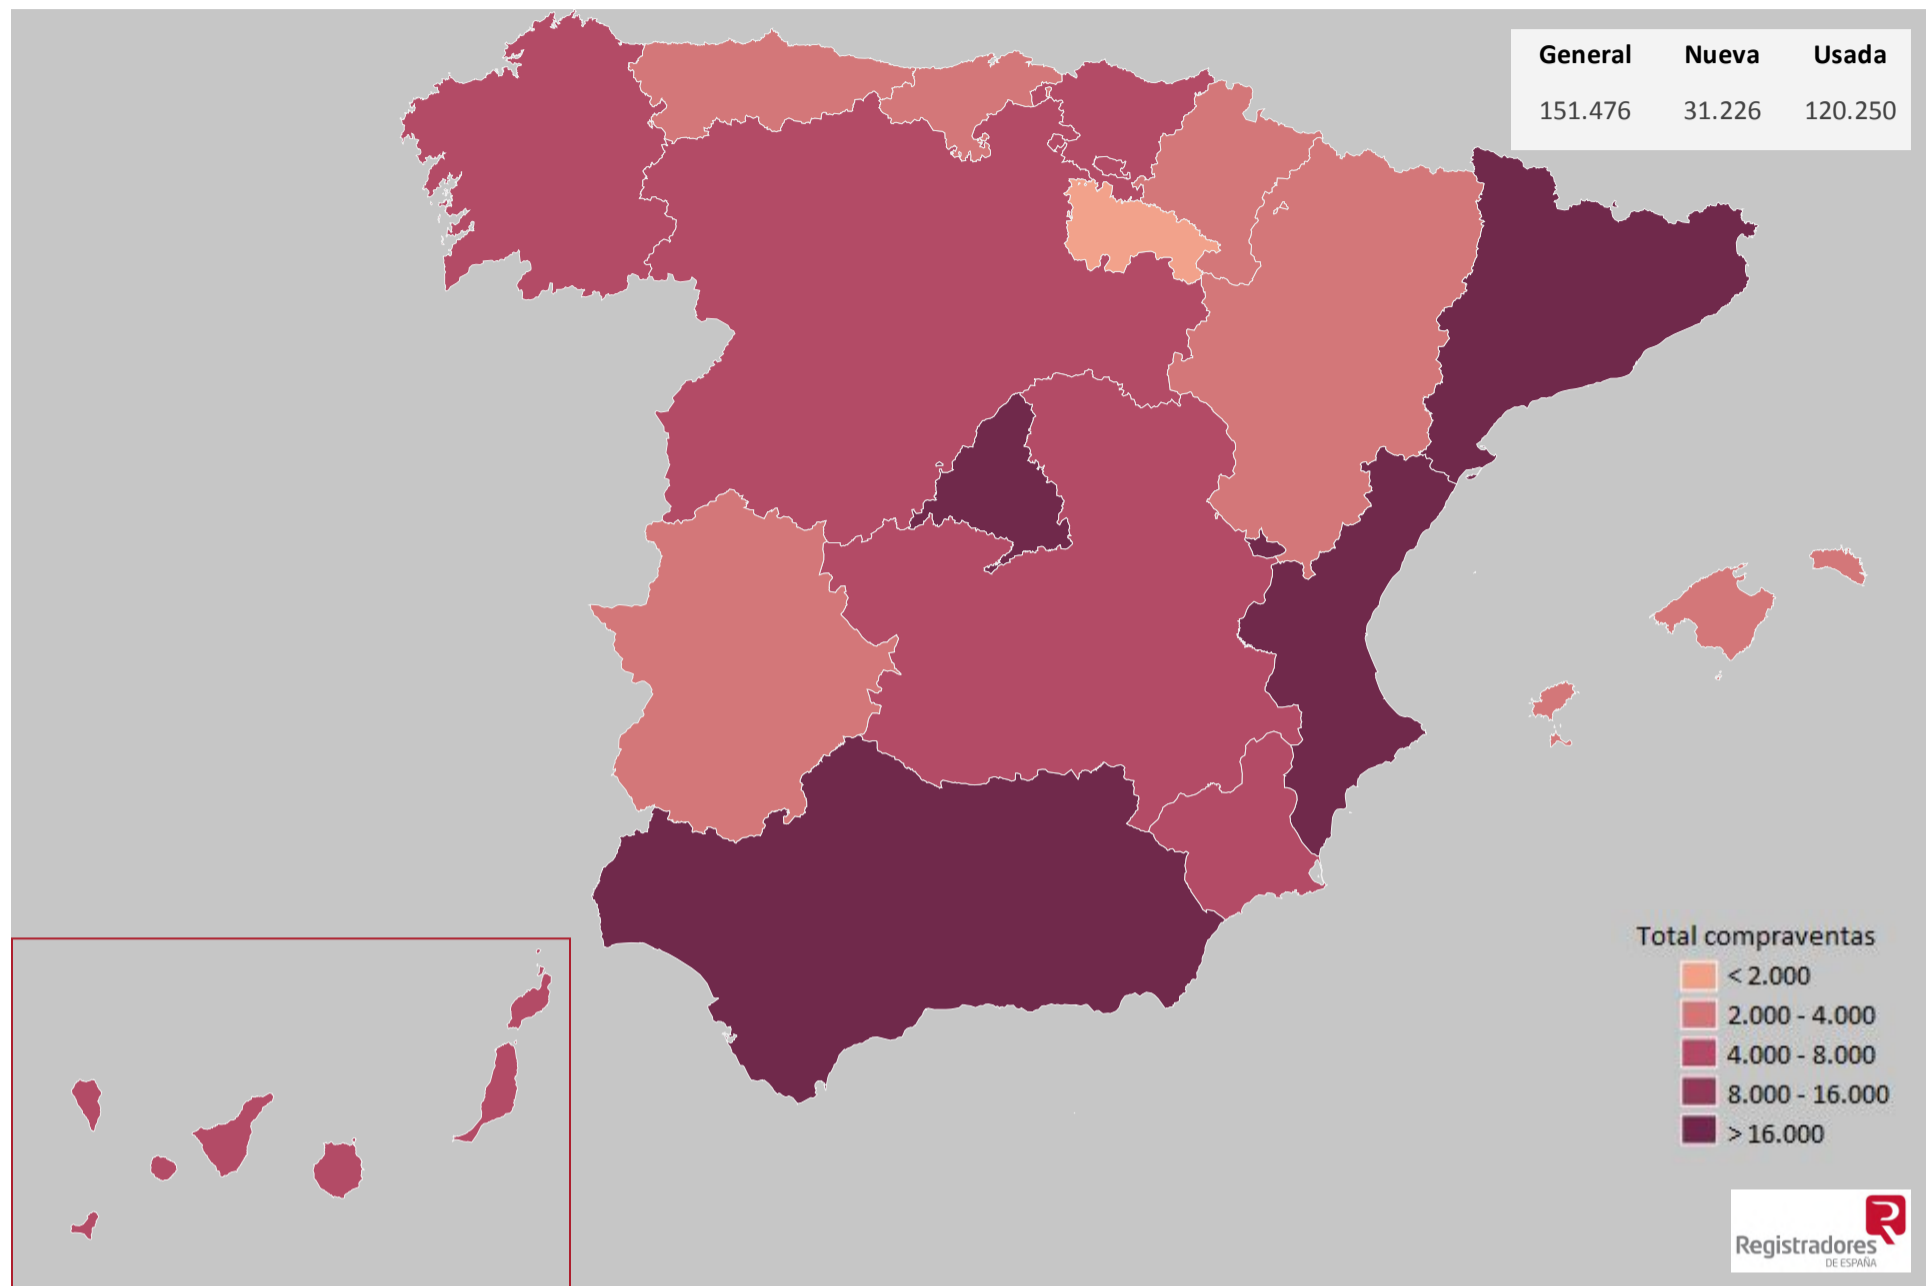 General Nueva Usada
151.476 31.226 120.250
Total compraventas
< 2.000
2.000 - 4.000
4.000 - 8.000
8.000 - 16.000
> 16.000
Registradores
DE ESPAÑA